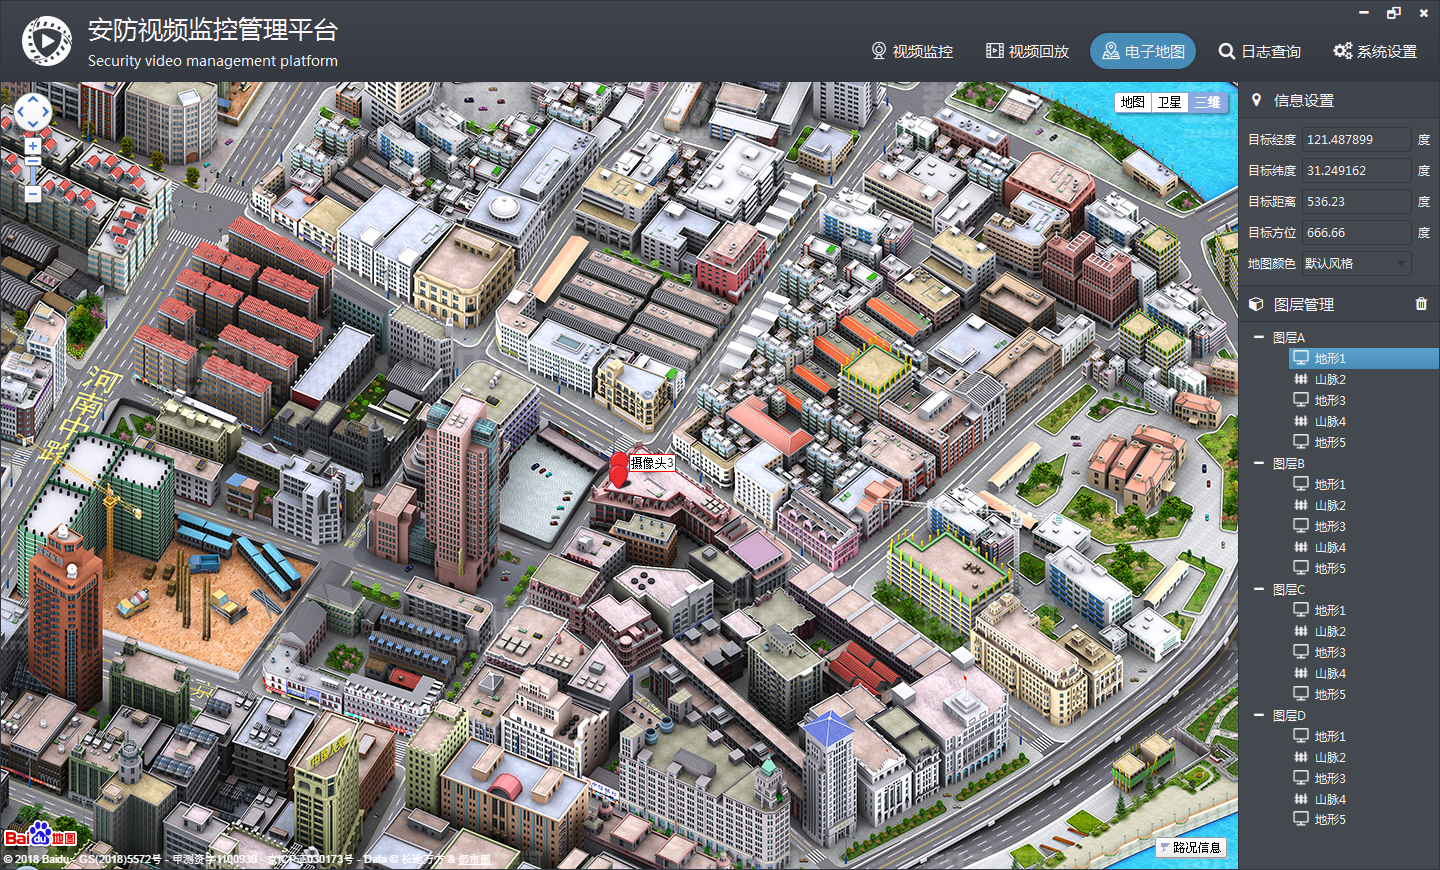 安防视频监控管理平台
Security video management platform
视频监控
视频回放
电子地图
日志查询
系统设置
地图
卫星
三维
河南中路
摄像头3
Bai du 地图
© 2018 Baidu - GS(2018)5572号 - 甲测资字1100930 - 京ICP证030173号 - Data © 长地万方 & 都市圈
路况信息
信息设置
目标经度 121.487899 度
目标纬度 31.249162 度
目标距离 536.23 度
目标方位 666.66 度
地图颜色 默认风格
图层管理
图层A
地形1
山脉2
地形3
山脉4
地形5
图层B
地形1
山脉2
地形3
山脉4
地形5
图层C
地形1
山脉2
地形3
山脉4
地形5
图层D
地形1
山脉2
地形3
山脉4
地形5